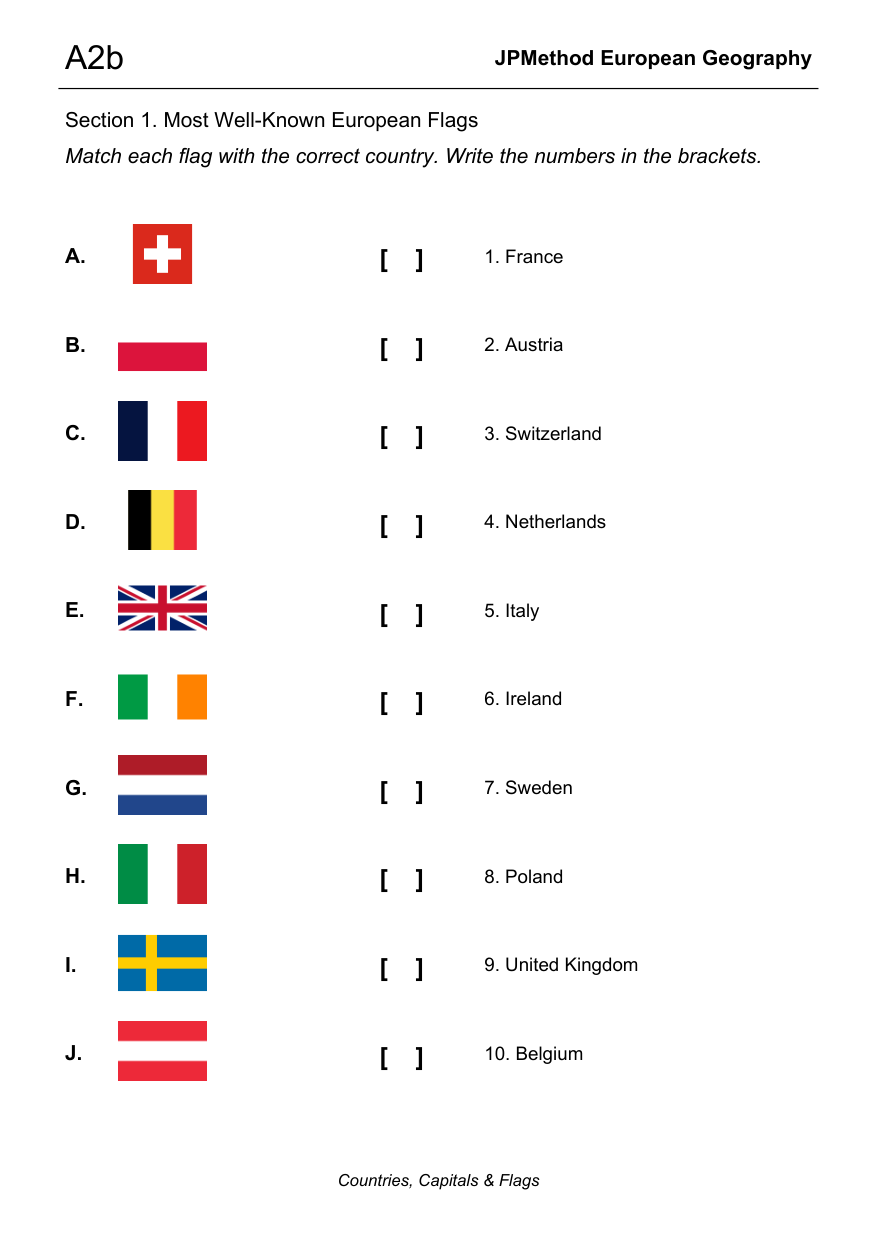 A2b JPMethod European Geography
Section 1. Most Well-Known European Flags
Match each flag with the correct country. Write the numbers in the brackets.
A. [ ] 1. France
B. [ ] 2. Austria
C. [ ] 3. Switzerland
D. [ ] 4. Netherlands
E. [ ] 5. Italy
F. [ ] 6. Ireland
G. [ ] 7. Sweden
H. [ ] 8. Poland
I. [ ] 9. United Kingdom
J. [ ] 10. Belgium
Countries, Capitals & Flags